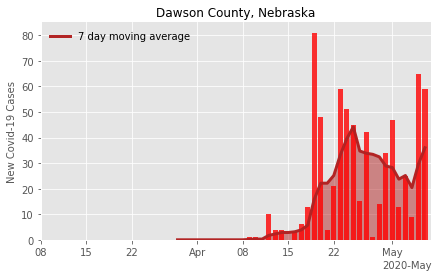 Dawson County, Nebraska
7 day moving average
New Covid-19 Cases
80
70
60
50
40
30
20
10
0
08 15 22 Apr 08 15 22 May
2020-May